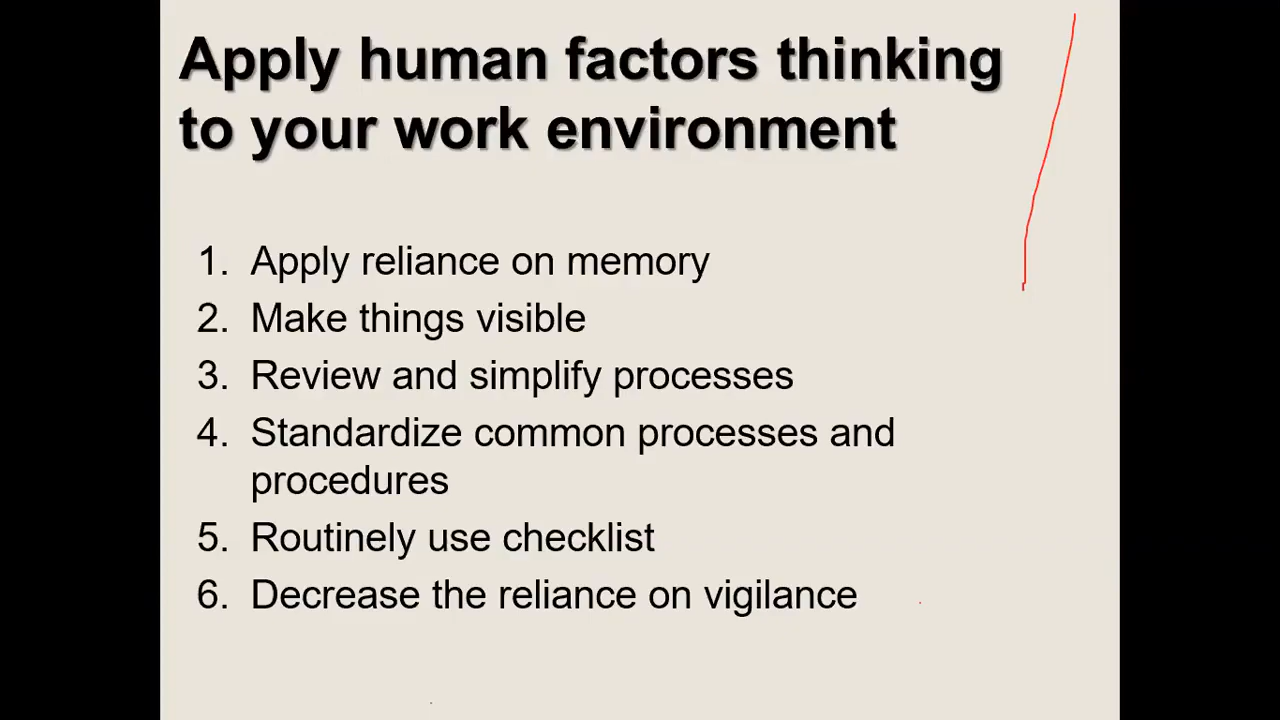 Apply human factors thinking
to your work environment
1. Apply reliance on memory
2. Make things visible
3. Review and simplify processes
4. Standardize common processes and
procedures
5. Routinely use checklist
6. Decrease the reliance on vigilance